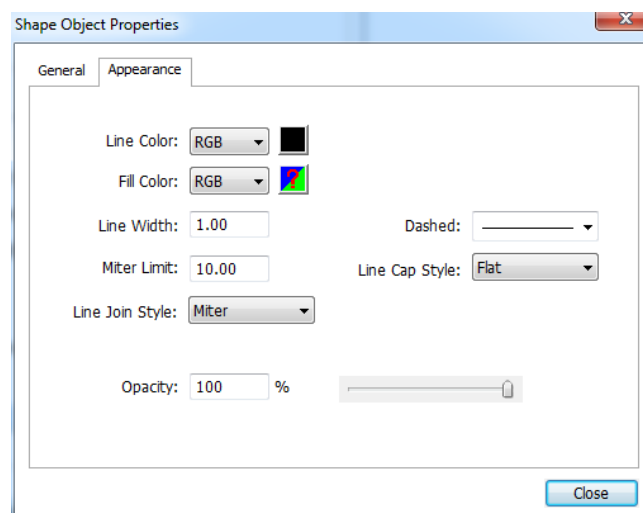 Shape Object Properties
X
General Appearance
Line Color: RGB
Fill Color: RGB ?
Line Width: 1.00 Dashed:
Miter Limit: 10.00 Line Cap Style: Flat
Line Join Style: Miter
Opacity: 100 %
Close